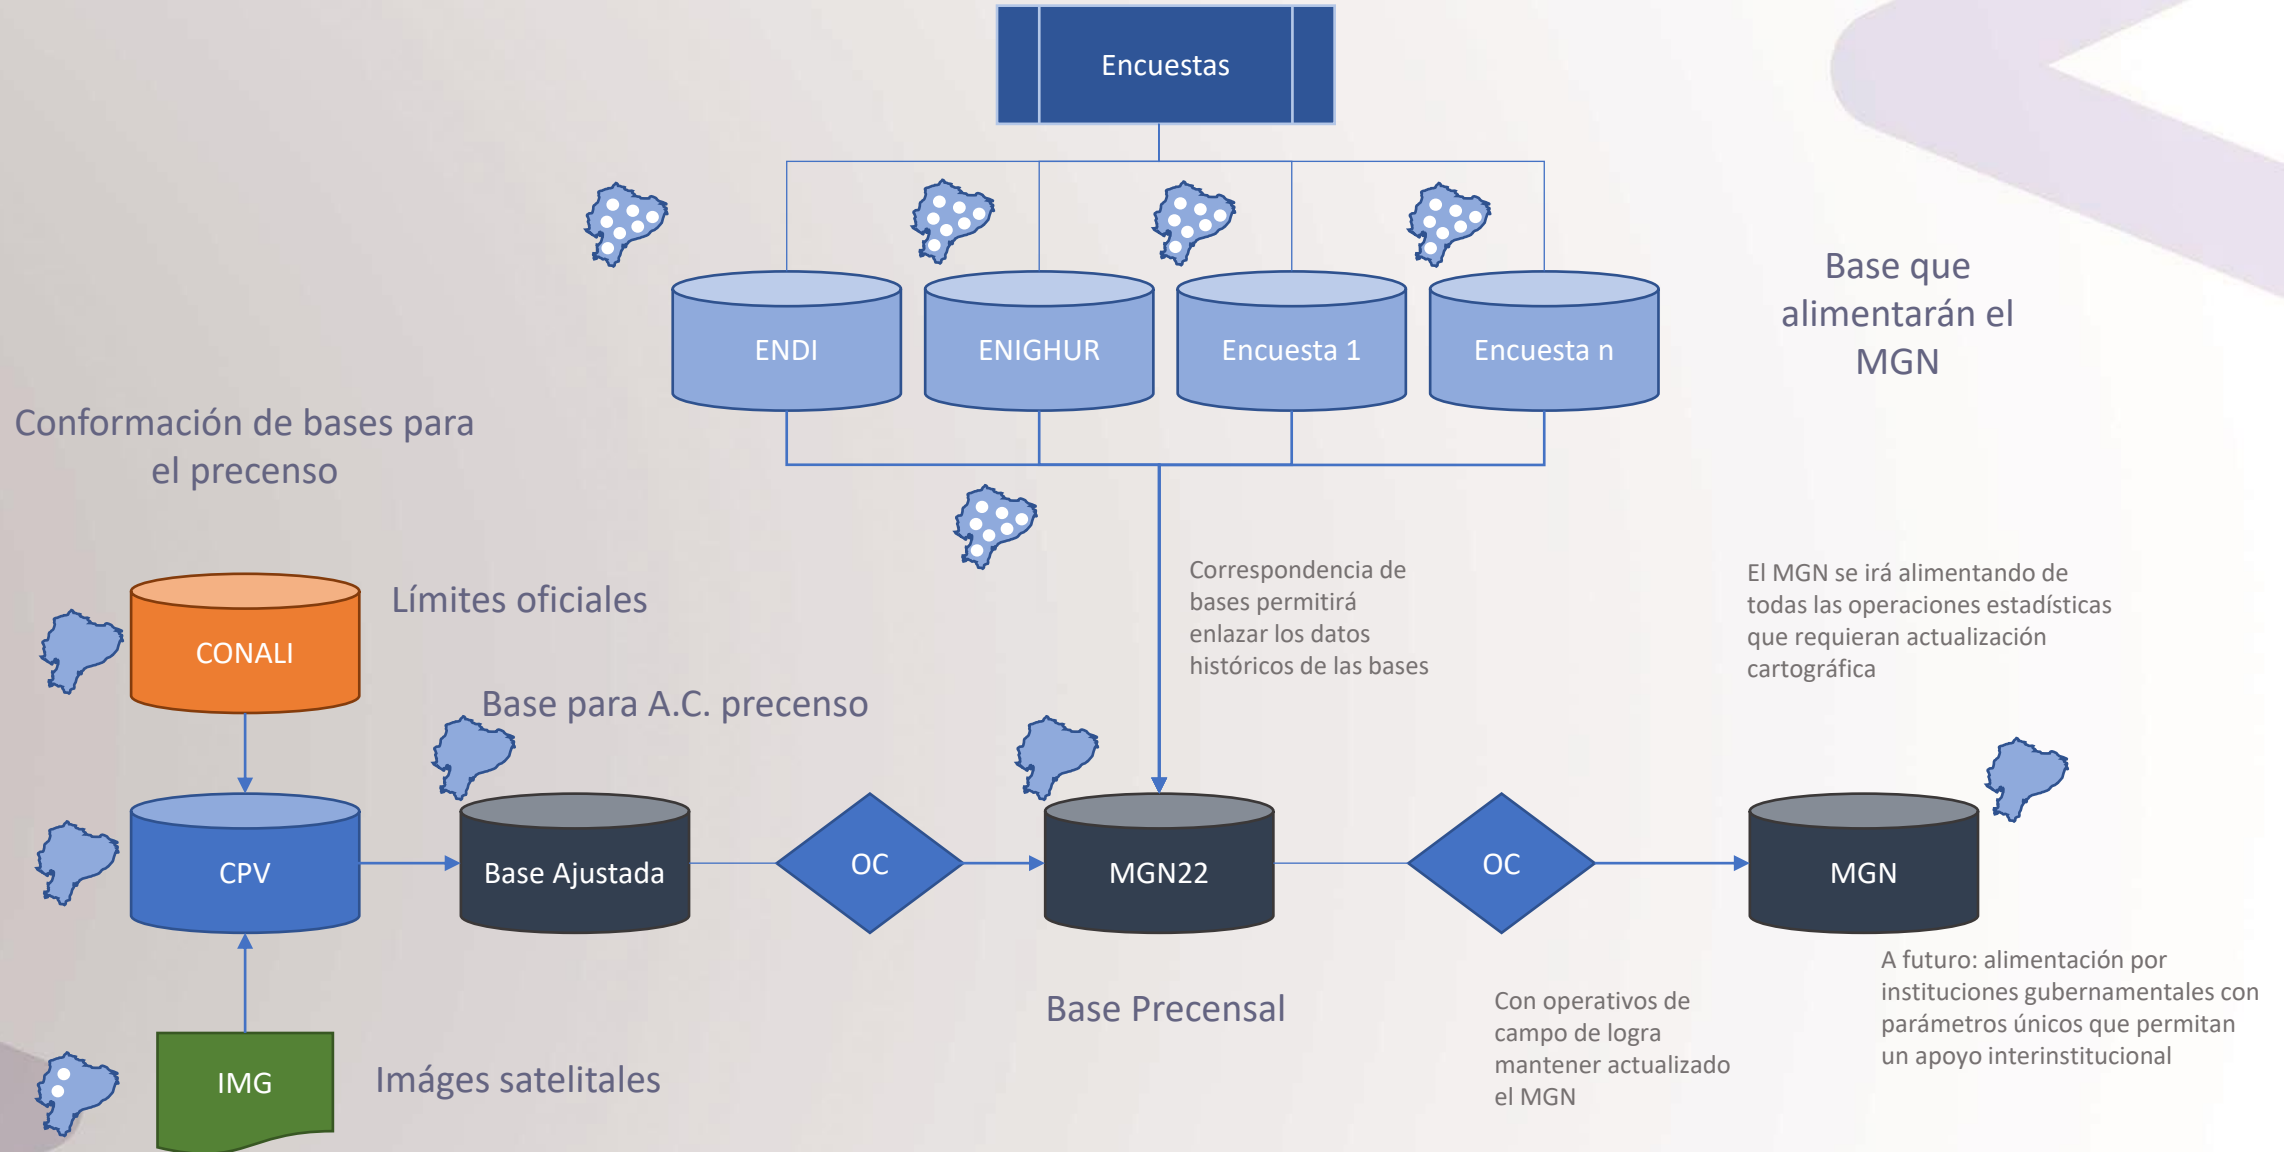 Encuestas
ENDI
ENIGHUR
Encuesta 1
Encuesta n
Base que
alimentarán el
MGN
Conformación de bases para
el precenso
CONALI
Límites oficiales
Correspondencia de
bases permitirá
enlazar los datos
históricos de las bases
El MGN se irá alimentando de
todas las operaciones estadísticas
que requieran actualización
cartográfica
Base para A.C. precenso
CPV
Base Ajustada
OC
MGN22
OC
MGN
Base Precensal
Con operativos de
campo de logra
mantener actualizado
el MGN
A futuro: alimentación por
instituciones gubernamentales con
parámetros únicos que permitan
un apoyo interinstitucional
IMG
Imáges satelitales